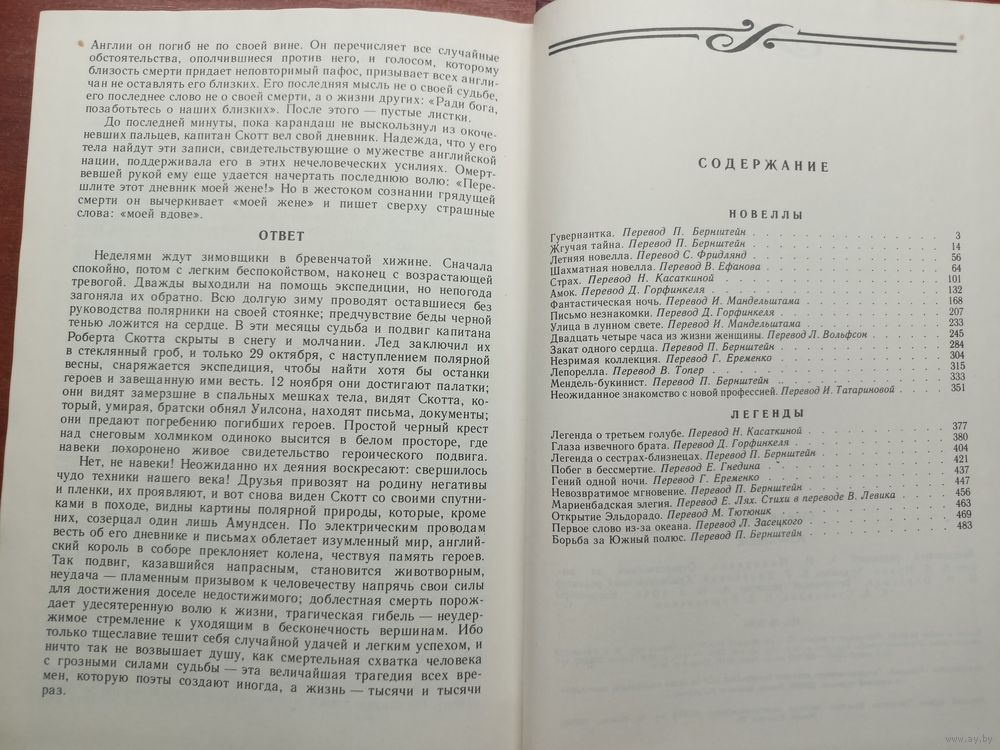 Англии он погиб не по своей вине. Он перечисляет все случайные
обстоятельства, ополчившиеся против него, и голосом, которому
близость смерти придает неповторимый пафос, призывает всех англи-
чан не оставлять его близких. Его последняя мысль не о своей судьбе,
его последнее слово не о своей смерти, а о жизни других: «Ради бога,
позаботьтесь о наших близких». После этого — пустые листки.
До последней минуты, пока карандаш не выскользнул из окоче-
невших пальцев, капитан Скотт вел свой дневник. Надежда, что у его
тела найдут эти записи, свидетельствующие о мужестве английской
нации, поддерживала его в этих нечеловеческих усилиях. Омерт-
вевшей рукой ему еще удается начертать последнюю волю: «Пере-
шлите этот дневник моей жене!» Но в жестоком сознании грядущей
смерти он вычеркивает «моей жене» и пишет сверху страшные
слова: «моей вдове».
ОТВЕТ
Неделями ждут зимовщики в бревенчатой хижине. Сначала
спокойно, потом с легким беспокойством, наконец с возрастающей
тревогой. Дважды выходили на помощь экспедиции, но непогода
загоняла их обратно. Всю долгую зиму проводят оставшиеся без
руководства полярники на своей стоянке; предчувствие беды черной
тенью ложится на сердце. В эти месяцы судьба и подвиг капитана
Роберта Скотта скрыты в снегу и молчании. Лед заключил их
в стеклянный гроб, и только 29 октября, с наступлением полярной
весны, снаряжается экспедиция, чтобы найти хотя бы останки
героев и завещанную ими весть. 12 ноября они достигают палатки;
они видят замерзшие в спальных мешках тела, видят Скотта, ко-
торый, умирая, братски обнял Уилсона, находят письма, документы;
они предают погребению погибших героев. Простой черный крест
над снеговым холмиком одиноко высится в белом просторе, где
навеки похоронено живое свидетельство героического подвига.
Нет, не навеки! Неожиданно их деяния воскресают: свершилось
чудо техники нашего века! Друзья привозят на родину негативы
и пленки, их проявляют, и вот снова виден Скотт со своими спутни-
ками в походе, видны картины полярной природы, которые, кроме
них, созерцал один лишь Амундсен. По электрическим проводам
весть об его дневнике и письмах облетает изумленный мир, англий-
ский король в соборе преклоняет колена, чествуя память героев.
Так подвиг, казавшийся напрасным, становится животворным,
неудача — пламенным призывом к человечеству напрячь свои силы
для достижения доселе недостижимого; доблестная смерть порож-
дает удесятеренную волю к жизни, трагическая гибель — неудер-
жимое стремление к уходящим в бесконечность вершинам. Ибо
только тщеславие тешит себя случайной удачей и легким успехом, и
ничто так не возвышает душу, как смертельная схватка человека
с грозными силами судьбы — эта величайшая трагедия всех вре-
мен, которую поэты создают иногда, а жизнь — тысячи и тысячи
раз.
СОДЕРЖАНИЕ
НОВЕЛЛЫ
Гувернантка. Перевод П. Бернштейн 3
Жгучая тайна. Перевод П. Бернштейн 14
Летняя новелла. Перевод С. Фридлянд 56
Шахматная новелла. Перевод В. Ефанова 64
Страх. Перевод Н. Касаткиной 101
Амок. Перевод Д. Горфинкеля 132
Фантастическая ночь. Перевод И. Мандельштама 168
Письмо незнакомки. Перевод Д. Горфинкеля 207
Улица в лунном свете. Перевод И. Мандельштама 233
Двадцать четыре часа из жизни женщины. Перевод Л. Вольфсон 245
Закат одного сердца. Перевод П. Бернштейн 284
Незримая коллекция. Перевод Г. Еременко 304
Лепорелла. Перевод В. Топер 315
Мендель-букинист. Перевод П. Бернштейн 333
Неожиданное знакомство с новой профессией. Перевод И. Татариновой 351
ЛЕГЕНДЫ
Легенда о третьем голубе. Перевод Н. Касаткиной 377
Глаза извечного брата. Перевод Д. Горфинкеля 380
Легенда о сестрах-близнецах. Перевод П. Бернштейн 404
Побег в бессмертие. Перевод Е. Гнедина 421
Гений одной ночи. Перевод Г. Еременко 437
Невозвратимое мгновение. Перевод П. Бернштейн 447
Мариенбадская элегия. Перевод Е. Лях. Стихи в переводе В. Левика 456
Открытие Эльдорадо. Перевод М. Тютюник 463
Первое слово из-за океана. Перевод Л. Засецкого 469
Борьба за Южный полюс. Перевод П. Бернштейн 483
www.ay.by